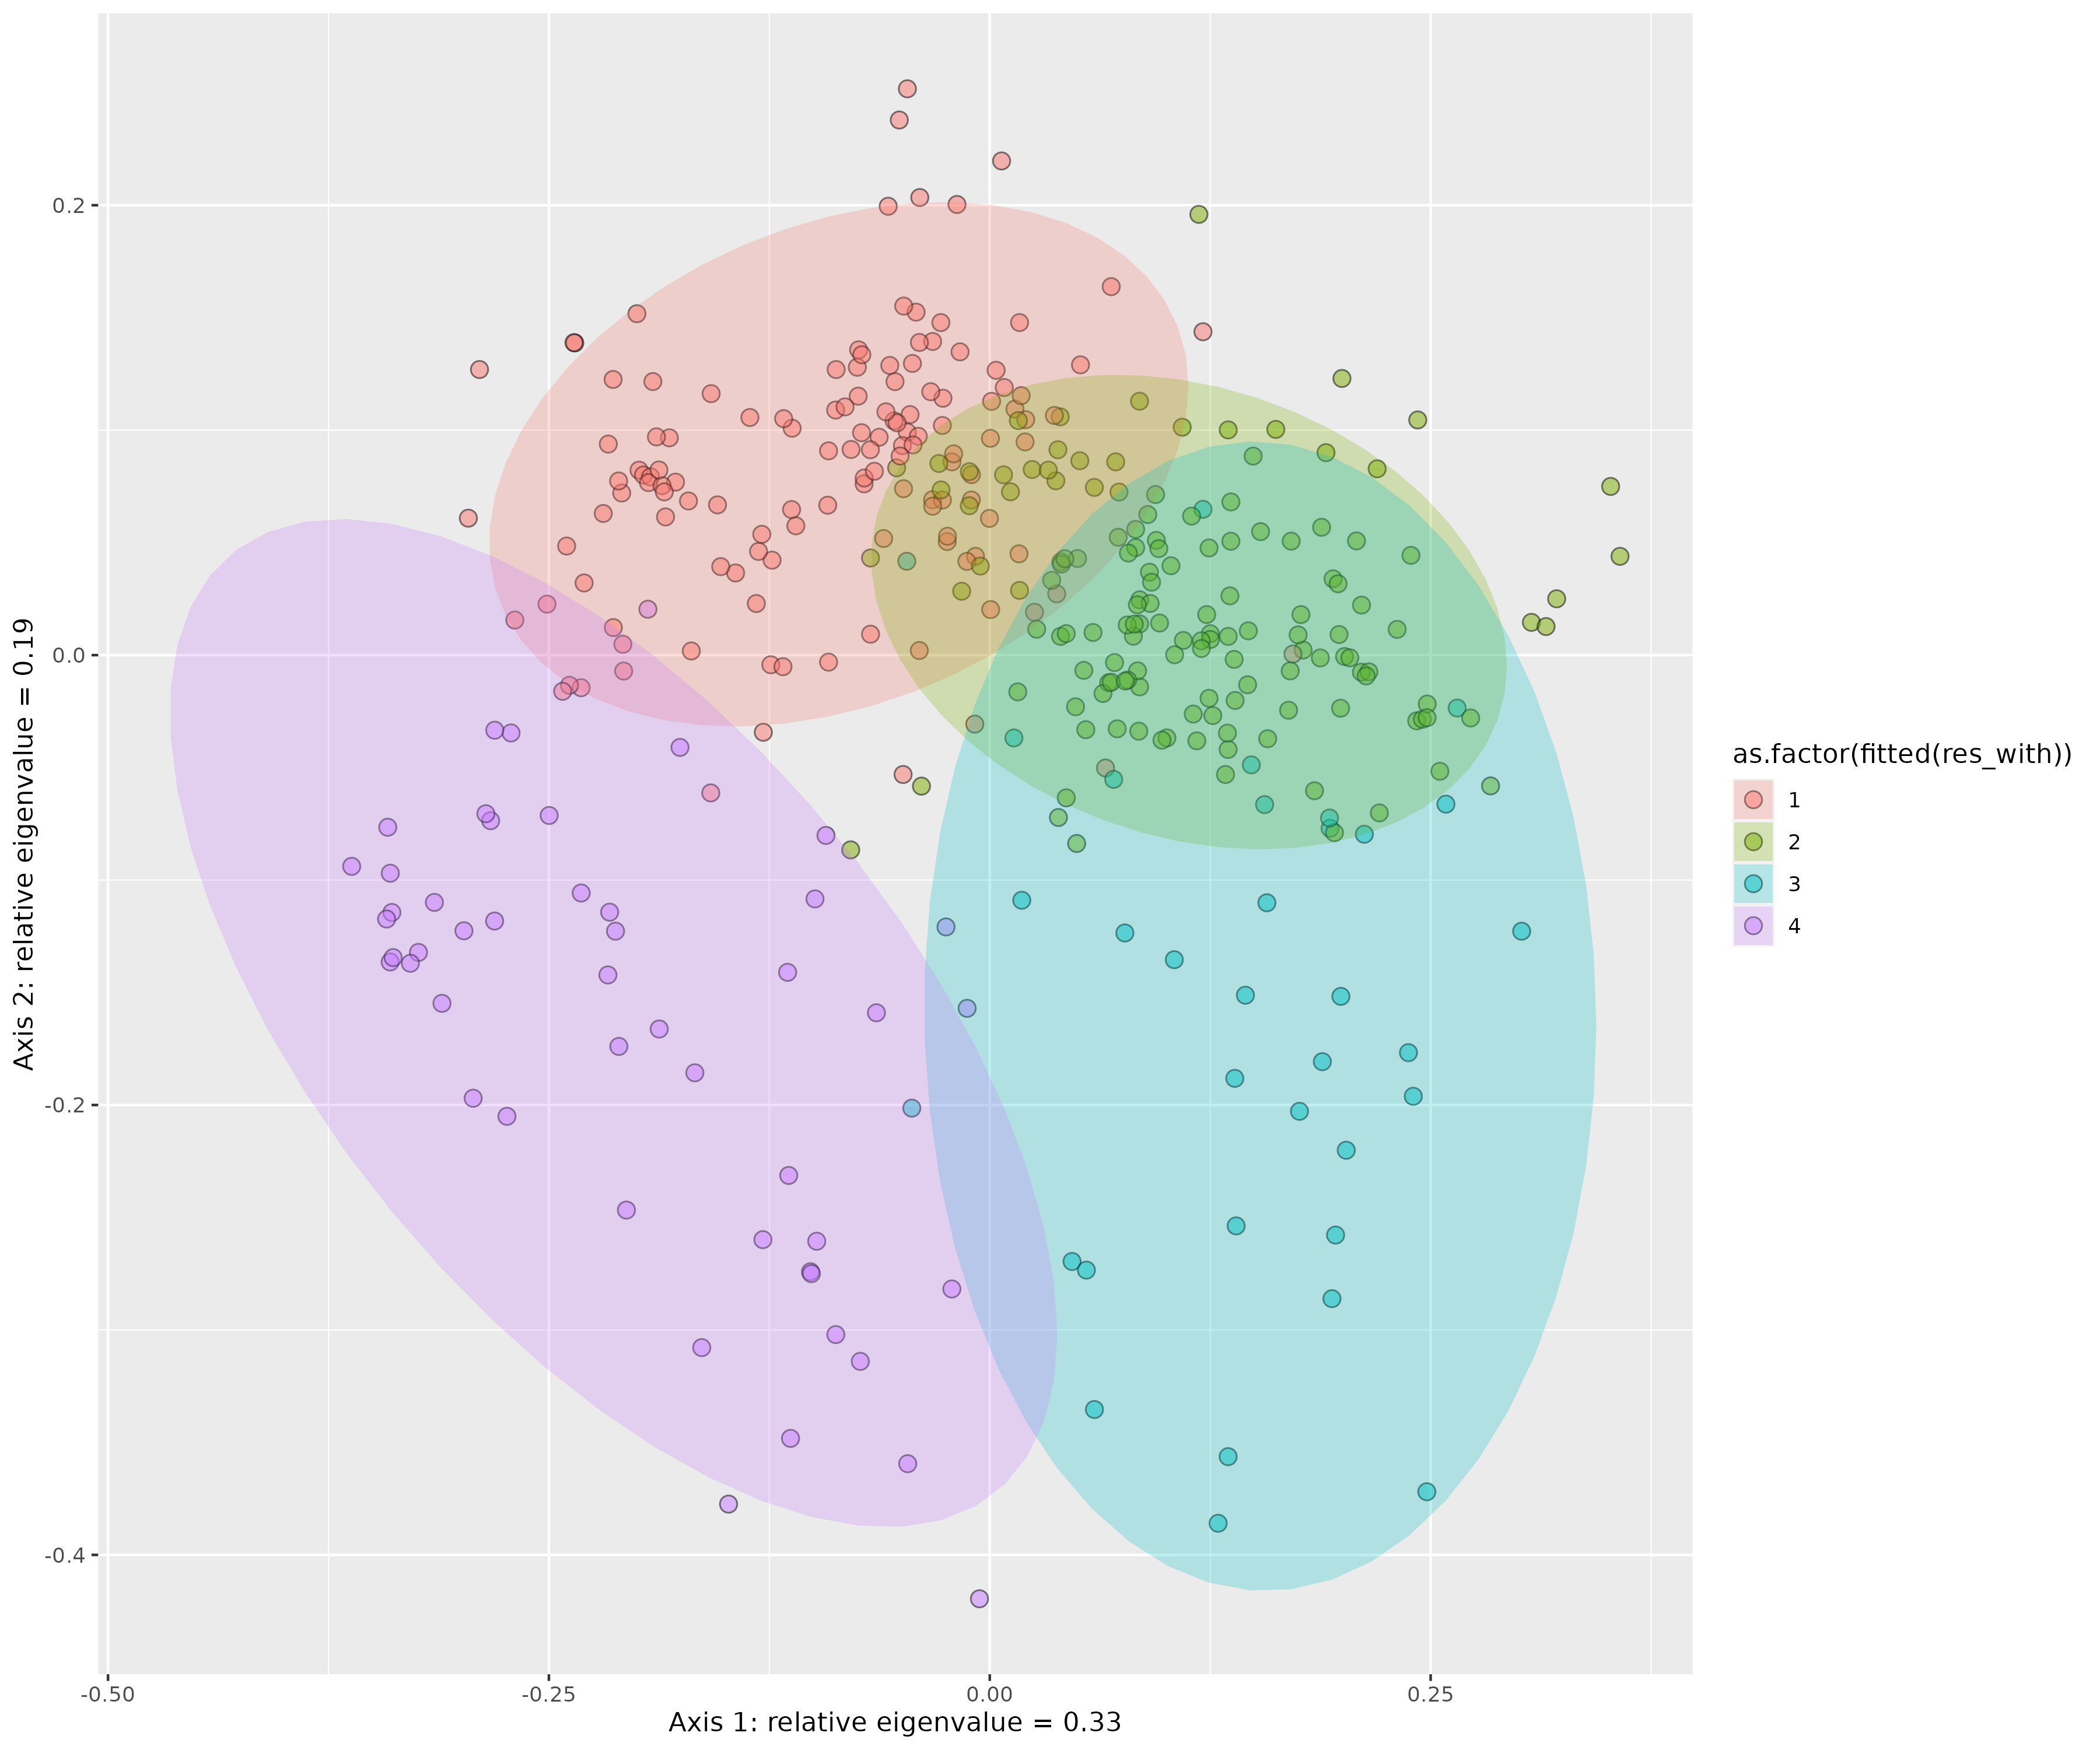 0.2
0.0
-0.2
-0.4
Axis 2: relative eigenvalue = 0.19
-0.50 -0.25 0.00 0.25
Axis 1: relative eigenvalue = 0.33
as.factor(fitted(res_with))
1
2
3
4